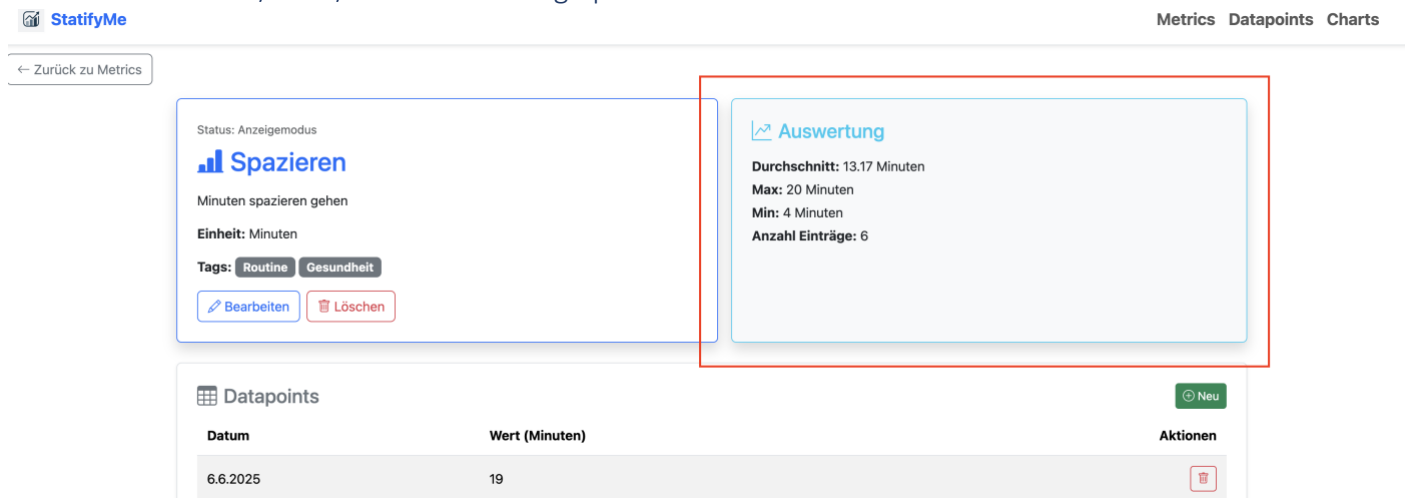 StatifyMe
Metrics Datapoints Charts
← Zurück zu Metrics
Status: Anzeigemodus
Spazieren
Minuten spazieren gehen
Einheit: Minuten
Tags: Routine Gesundheit
Bearbeiten Löschen
Auswertung
Durchschnitt: 13.17 Minuten
Max: 20 Minuten
Min: 4 Minuten
Anzahl Einträge: 6
Datapoints
Neu
Datum Wert (Minuten) Aktionen
6.6.2025 19